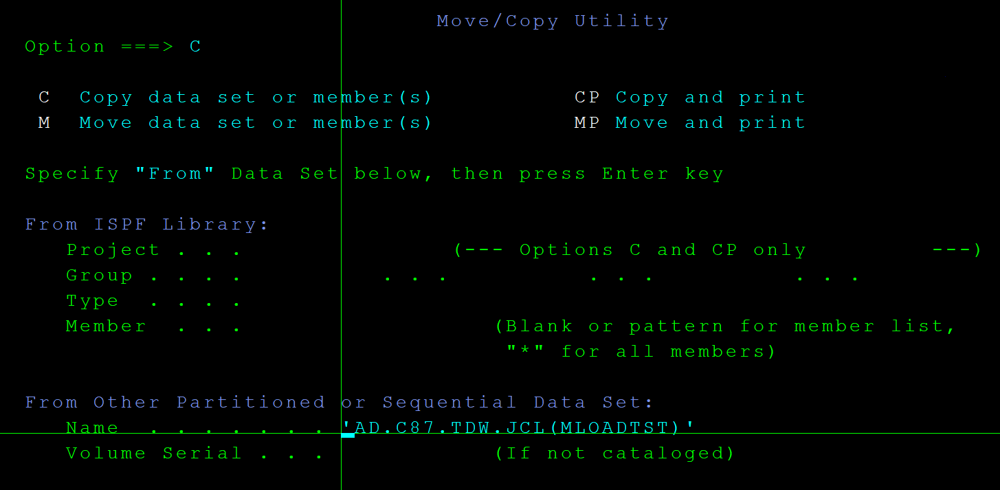 Move/Copy Utility
Option ===> C
C Copy data set or member(s) CP Copy and print
M Move data set or member(s) MP Move and print
Specify "From" Data Set below, then press Enter key
From ISPF Library:
Project . . . (--- Options C and CP only ---)
Group . . . . . . . . . . . . .
Type . . . .
Member . . . (Blank or pattern for member list,
"*" for all members)
From Other Partitioned or Sequential Data Set:
Name . . . . . . . 'AD.C87.TDW.JCL(MLOADTST)'
Volume Serial . . . (If not cataloged)